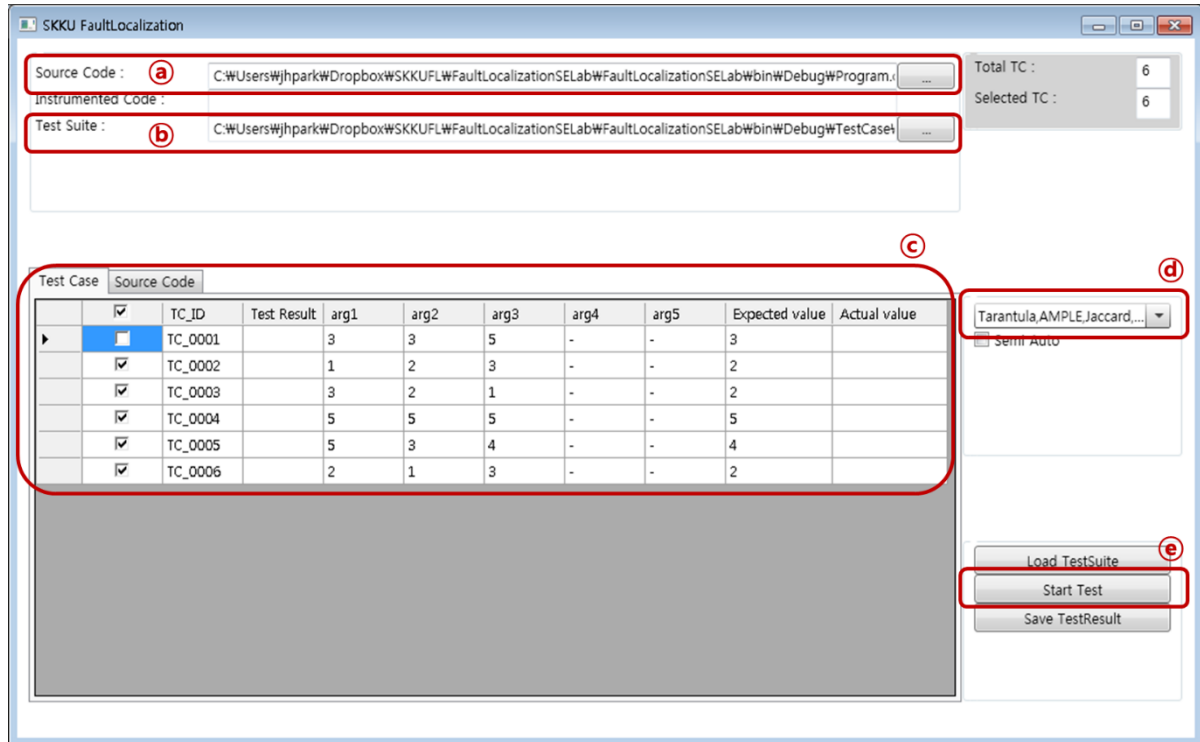 SKKU FaultLocalization
Source Code : ⓐ C:₩Users₩jhpark₩Dropbox₩SKKUFL₩FaultLocalizationSELab₩FaultLocalizationSELab₩bin₩Debug₩Program.c ...
Instrumented Code :
Test Suite : ⓑ C:₩Users₩jhpark₩Dropbox₩SKKUFL₩FaultLocalizationSELab₩FaultLocalizationSELab₩bin₩Debug₩TestCase₩ ...
Total TC : 6
Selected TC : 6
ⓒ
Test Case Source Code
TC_ID Test Result arg1 arg2 arg3 arg4 arg5 Expected value Actual value
TC_0001 3 3 5 - - 3
TC_0002 1 2 3 - - 2
TC_0003 3 2 1 - - 2
TC_0004 5 5 5 - - 5
TC_0005 5 3 4 - - 4
TC_0006 2 1 3 - - 2
ⓓ
Tarantula,AMPLE,Jaccard,...
Semi Auto
ⓔ
Load TestSuite
Start Test
Save TestResult